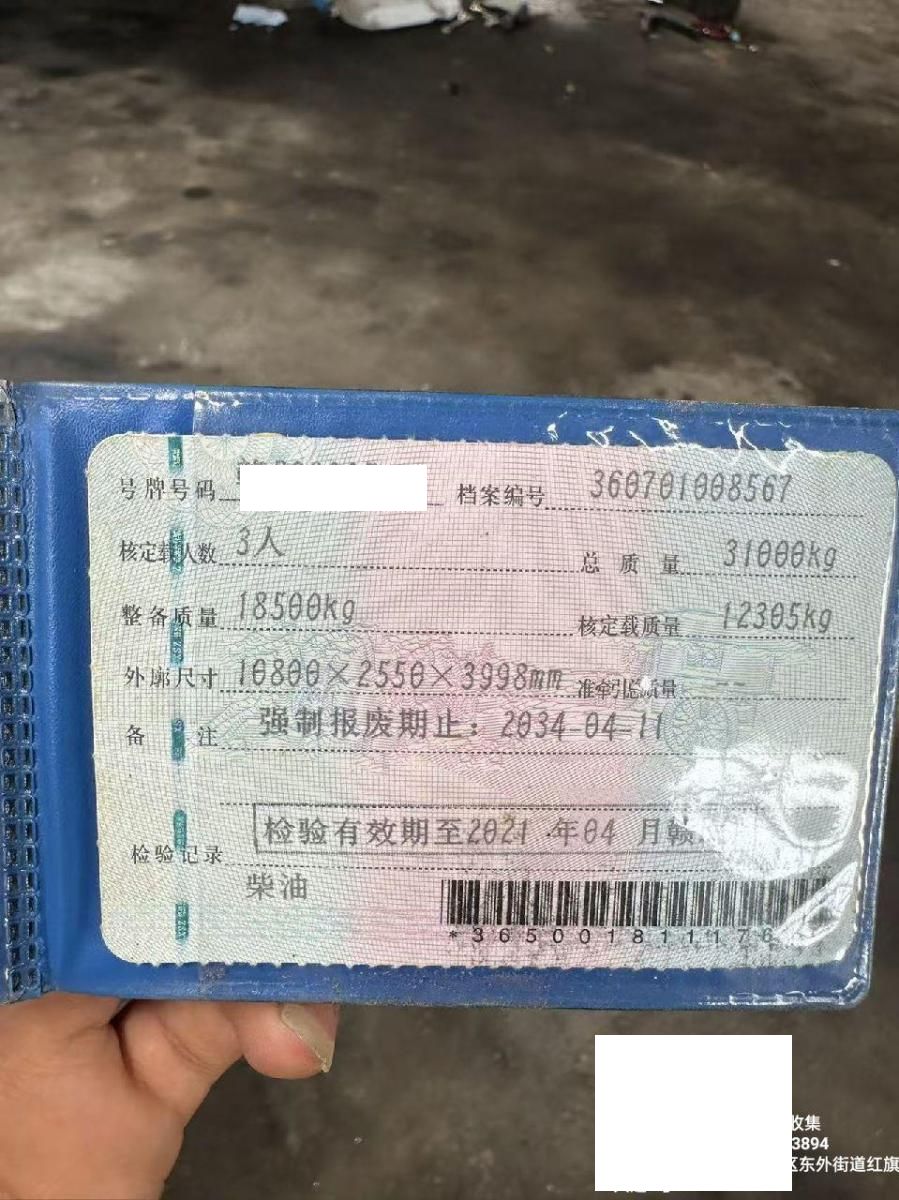 号牌号码 档案编号 360701008567
核定载人数 3人 总质量 31000kg
整备质量 18500kg 核定载质量 12305kg
外廓尺寸 10800×2550×3998mm 准牵引总质量 --
备注 强制报废期止：2034-04-11
检验记录 检验有效期至2021年04月赣
柴油
*365001811176
收集
3894
区东外街道红旗